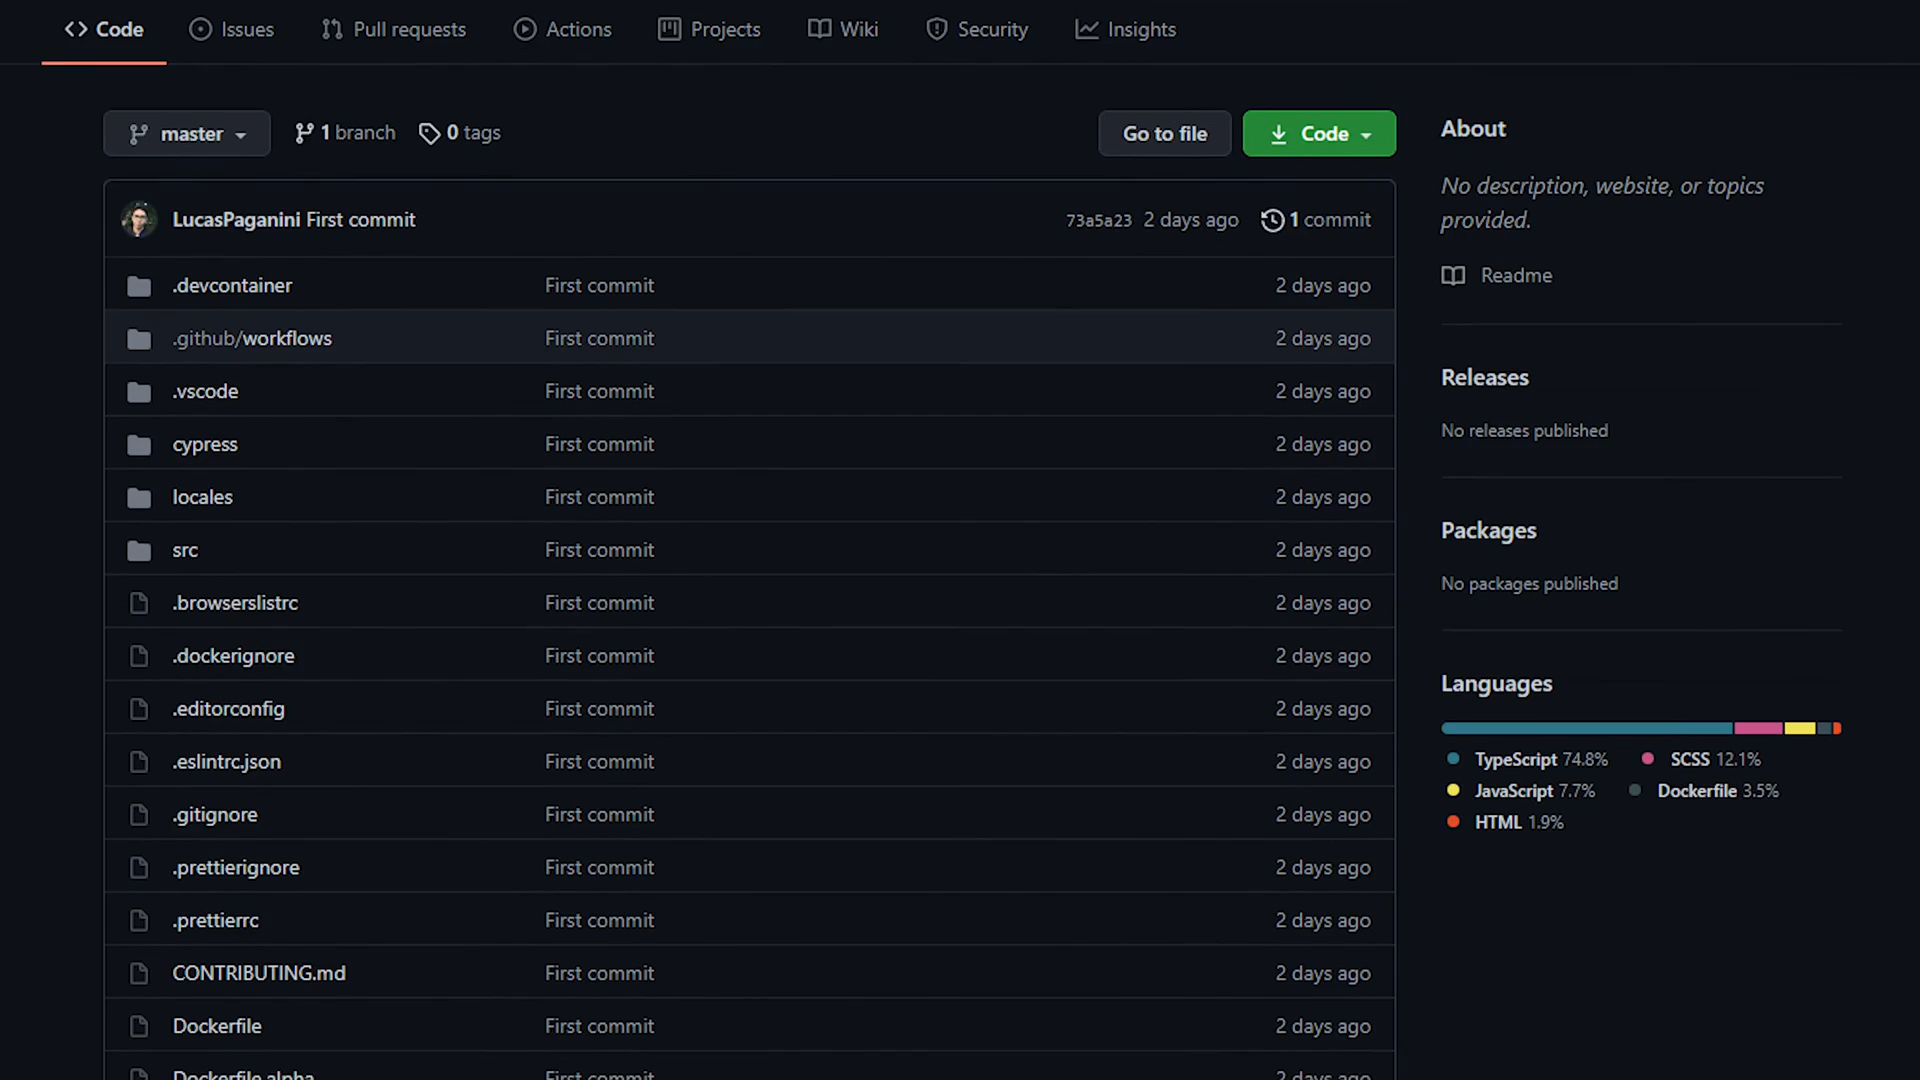 Code Issues Pull requests Actions Projects Wiki Security Insights
master 1 branch 0 tags Go to file Code
LucasPaganini First commit 73a5a23 2 days ago 1 commit
.devcontainer First commit 2 days ago
.github/workflows First commit 2 days ago
.vscode First commit 2 days ago
cypress First commit 2 days ago
locales First commit 2 days ago
src First commit 2 days ago
.browserslistrc First commit 2 days ago
.dockerignore First commit 2 days ago
.editorconfig First commit 2 days ago
.eslintrc.json First commit 2 days ago
.gitignore First commit 2 days ago
.prettierignore First commit 2 days ago
.prettierrc First commit 2 days ago
CONTRIBUTING.md First commit 2 days ago
Dockerfile First commit 2 days ago
Dockerfile.alpha First commit 2 days ago
About
No description, website, or topics
provided.
Readme
Releases
No releases published
Packages
No packages published
Languages
TypeScript 74.8% SCSS 12.1%
JavaScript 7.7% Dockerfile 3.5%
HTML 1.9%